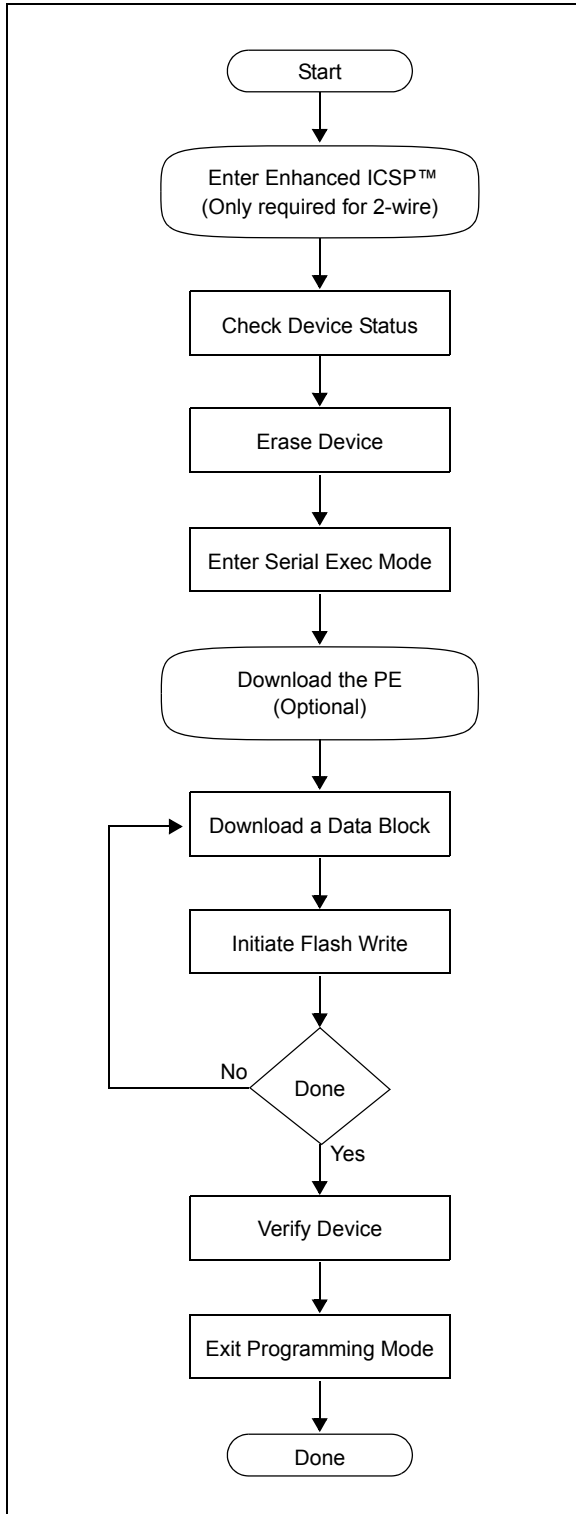 Start
Enter Enhanced ICSP™
(Only required for 2-wire)
Check Device Status
Erase Device
Enter Serial Exec Mode
Download the PE
(Optional)
Download a Data Block
Initiate Flash Write
No
Done
Yes
Verify Device
Exit Programming Mode
Done